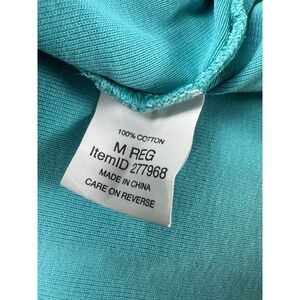 100% COTTON
M REG
ItemID 277968
MADE IN CHINA
CARE ON REVERSE